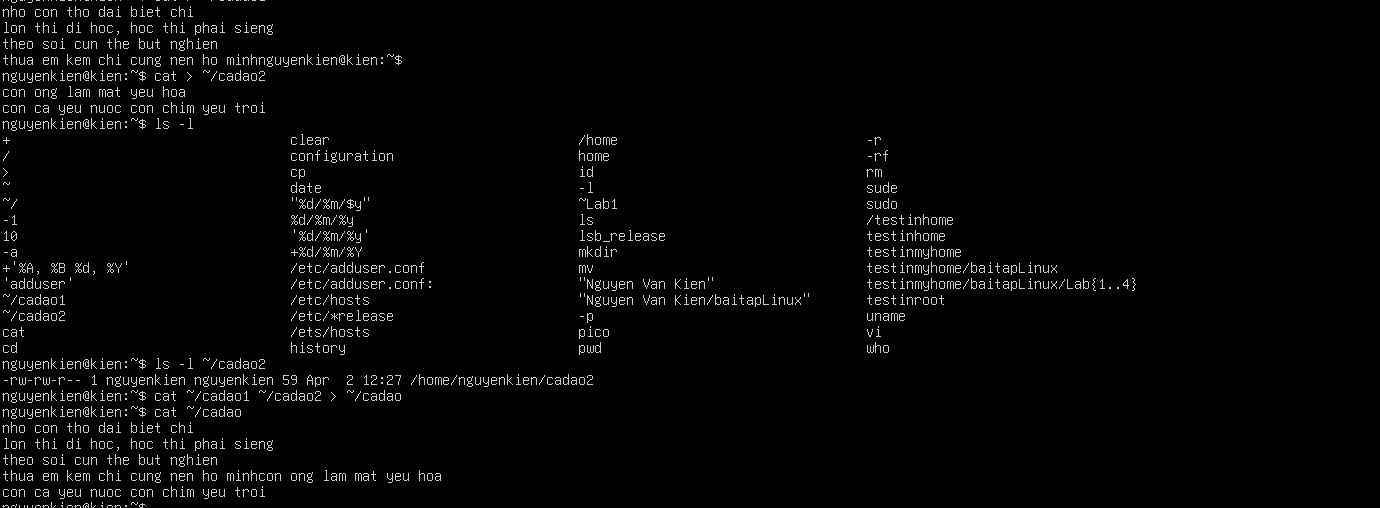 nho con tho dai biet chi
lon thi di hoc, hoc thi phai sieng
theo soi cun the but nghien
thua em kem chi cung nen ho minhnguyenkien@kien:~$
nguyenkien@kien:~$ cat > ~/cadao2
con ong lam mat yeu hoa
con ca yeu nuoc con chim yeu troi
nguyenkien@kien:~$ ls -l
+ clear /home -r
/ configuration home -rf
> cp id rm
~ date -l sude
~/ "%d/%m/$y" ~Lab1 sudo
-1 %d/%m/%y ls /testinhome
10 '%d/%m/%y' lsb_release testinhome
-a +%d/%m/%Y mkdir testinmyhome
+'%A, %B %d, %Y' /etc/adduser.conf mv testinmyhome/baitapLinux
'adduser' /etc/adduser.conf: "Nguyen Van Kien" testinmyhome/baitapLinux/Lab{1..4}
~/cadao1 /etc/hosts "Nguyen Van Kien/baitapLinux" testinroot
~/cadao2 /etc/*release -p uname
cat /ets/hosts pico vi
cd history pwd who
nguyenkien@kien:~$ ls -l ~/cadao2
-rw-rw-r-- 1 nguyenkien nguyenkien 59 Apr 2 12:27 /home/nguyenkien/cadao2
nguyenkien@kien:~$ cat ~/cadao1 ~/cadao2 > ~/cadao
nguyenkien@kien:~$ cat ~/cadao
nho con tho dai biet chi
lon thi di hoc, hoc thi phai sieng
theo soi cun the but nghien
thua em kem chi cung nen ho minhcon ong lam mat yeu hoa
con ca yeu nuoc con chim yeu troi
nguyenkien@kien:~$